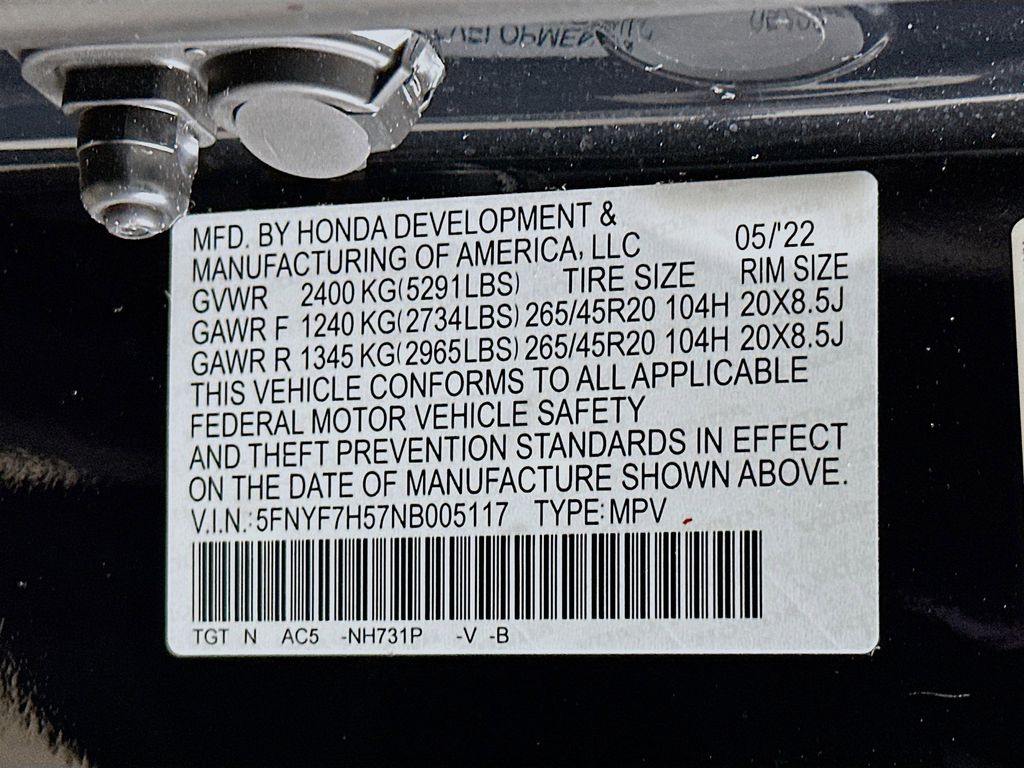 MFD. BY HONDA DEVELOPMENT &
MANUFACTURING OF AMERICA, LLC 05/'22
GVWR 2400 KG(5291LBS) TIRE SIZE RIM SIZE
GAWR F 1240 KG(2734LBS) 265/45R20 104H 20X8.5J
GAWR R 1345 KG(2965LBS) 265/45R20 104H 20X8.5J
THIS VEHICLE CONFORMS TO ALL APPLICABLE
FEDERAL MOTOR VEHICLE SAFETY
AND THEFT PREVENTION STANDARDS IN EFFECT
ON THE DATE OF MANUFACTURE SHOWN ABOVE.
V.I.N.: 5FNYF7H57NB005117 TYPE: MPV
TGT N AC5 -NH731P -V -B